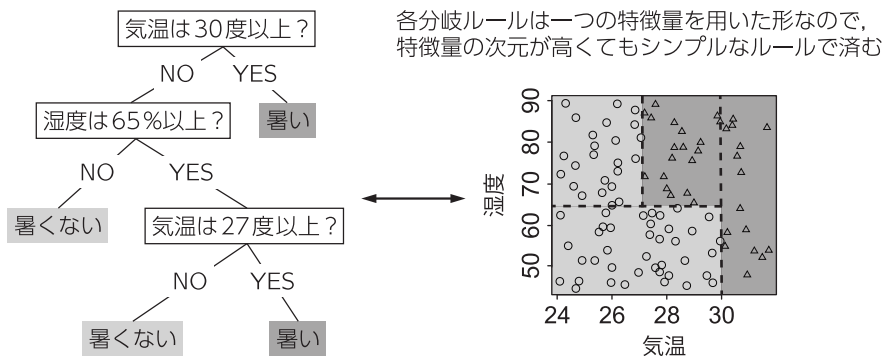 気温は30度以上？
各分岐ルールは一つの特徴量を用いた形なので，
特徴量の次元が高くてもシンプルなルールで済む
NO YES
湿度は65%以上？
暑い
NO YES
暑くない
気温は27度以上？
NO YES
暑くない
暑い
湿度
90
80
70
60
50
24 26 28 30
気温